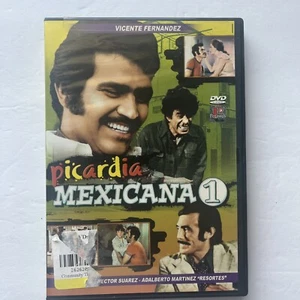 VICENTE FERNANDEZ
DVD
picardia
MEXICANA 1
HECTOR SUAREZ - ADALBERTO MARTINEZ "RESORTES"